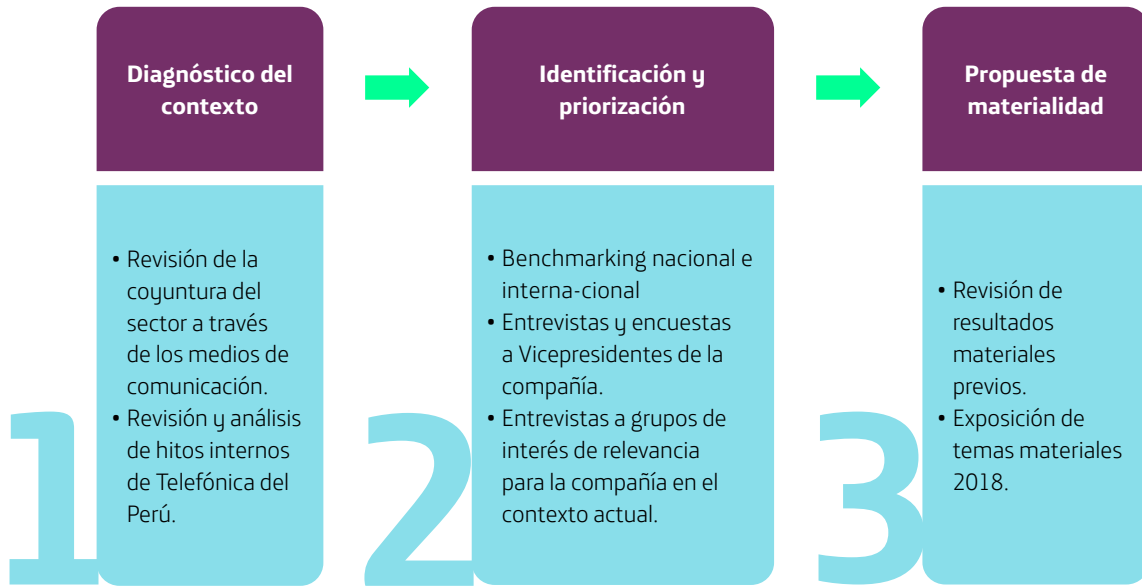 Diagnóstico del
contexto
Identificación y
priorización
Propuesta de
materialidad
1
• Revisión de la
coyuntura del
sector a través
de los medios de
comunicación.
• Revisión y análisis
de hitos internos
de Telefónica del
Perú.
2
• Benchmarking nacional e
interna-cional
• Entrevistas y encuestas
a Vicepresidentes de la
compañía.
• Entrevistas a grupos de
interés de relevancia
para la compañía en el
contexto actual.
3
• Revisión de
resultados
materiales
previos.
• Exposición de
temas materiales
2018.